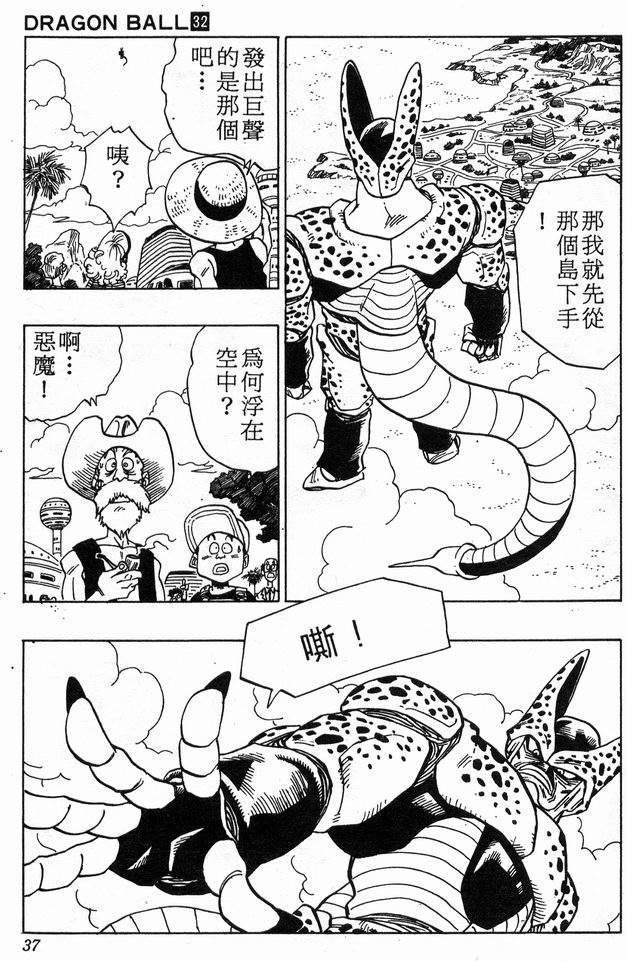 DRAGON BALL 32
那我就先從
那個島下手
！
發出巨聲
的是那個
吧…
咦？
為何浮在
空中？
啊…
惡魔！
嘶！
37